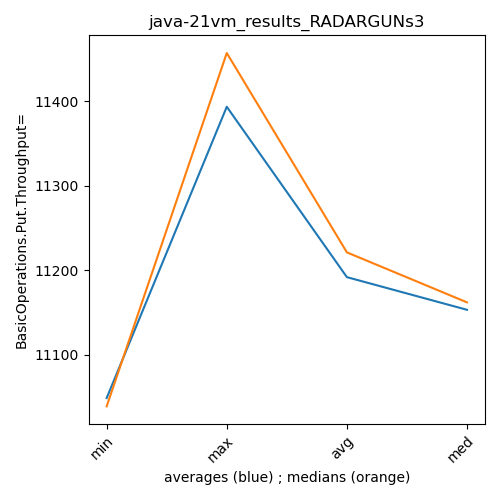 java-21vm_results_RADARGUNs3
BasicOperations.Put.Throughput=
11400
11300
11200
11100
min
max
avg
med
averages (blue) ; medians (orange)